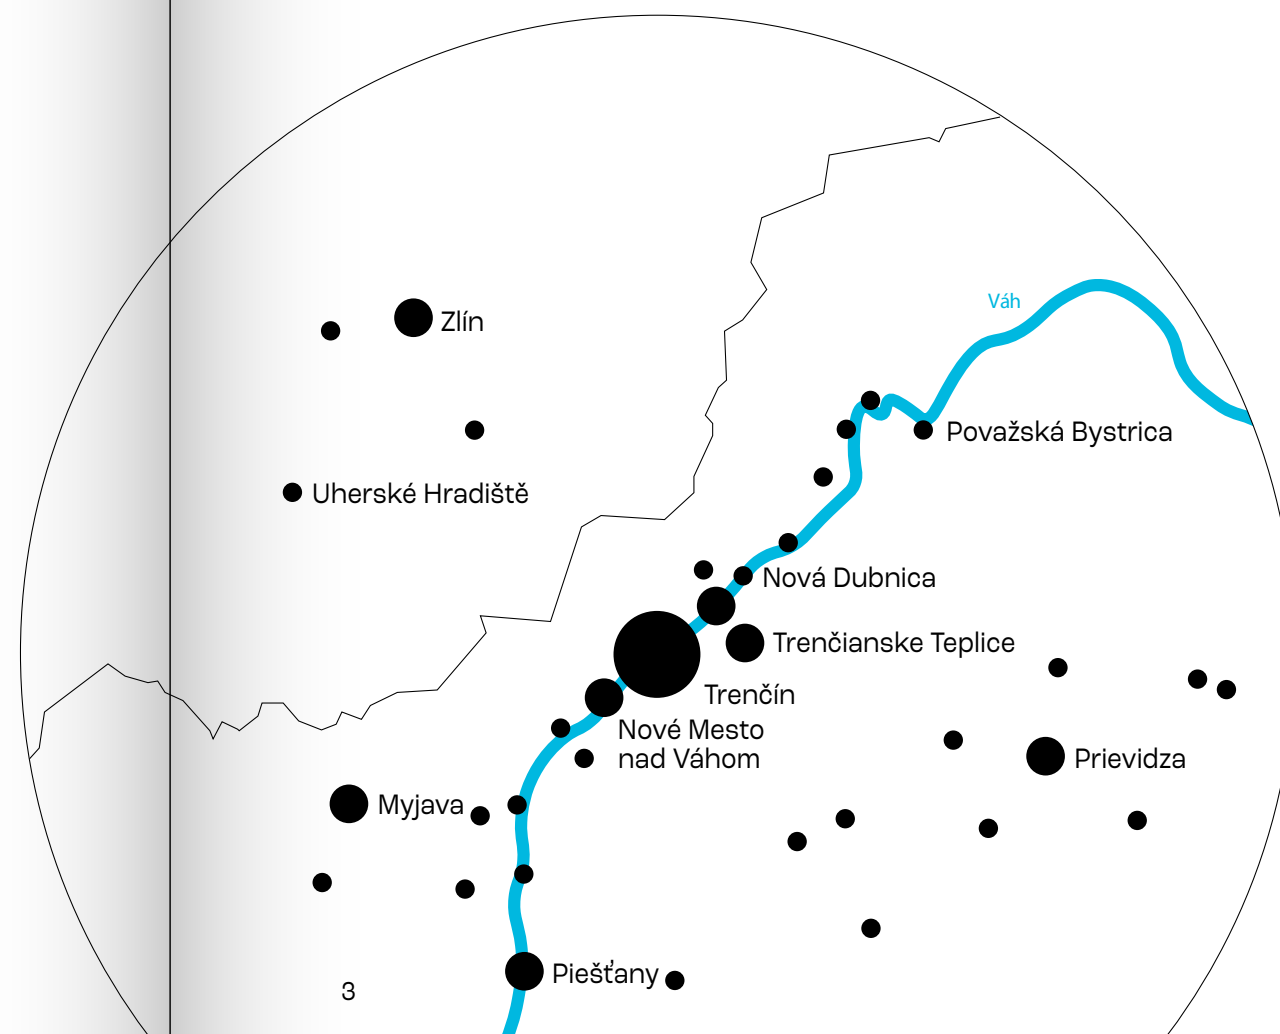 Váh
Zlín
Považská Bystrica
Uherské Hradiště
Nová Dubnica
Trenčianske Teplice
Trenčín
Nové Mesto
nad Váhom
Prievidza
Myjava
Piešťany
3